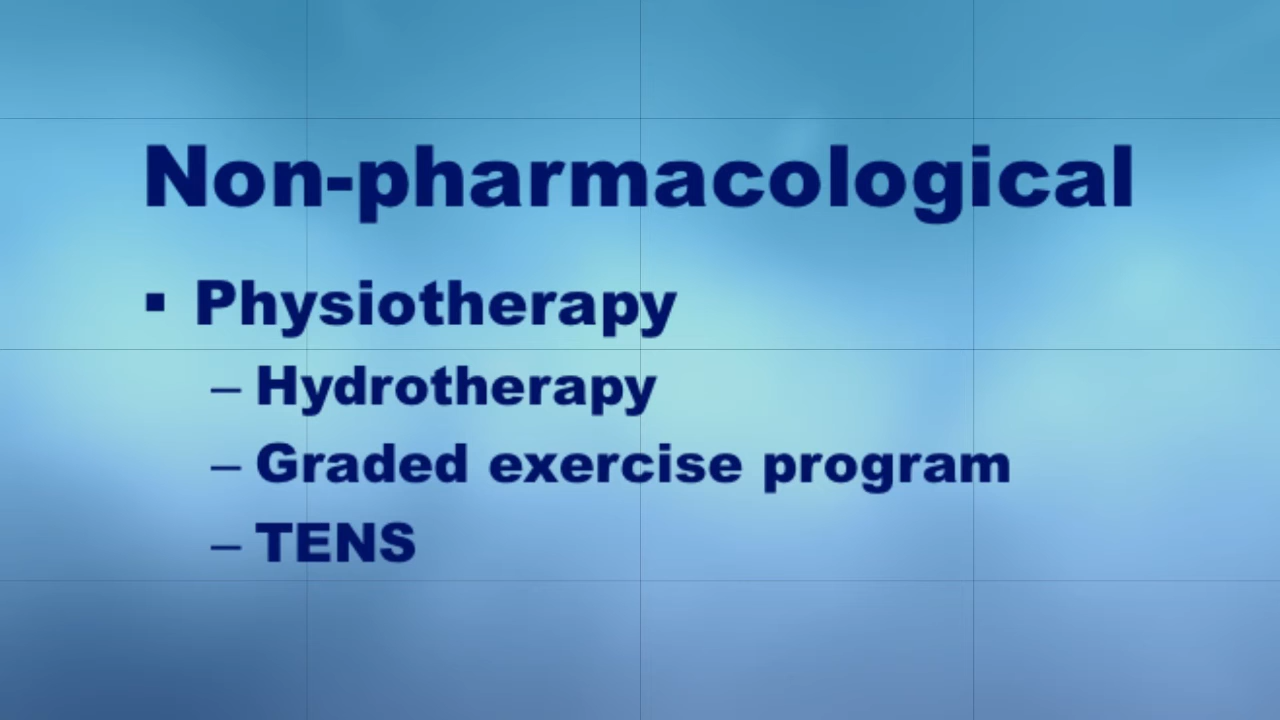 Non-pharmacological
▪ Physiotherapy
– Hydrotherapy
– Graded exercise program
– TENS